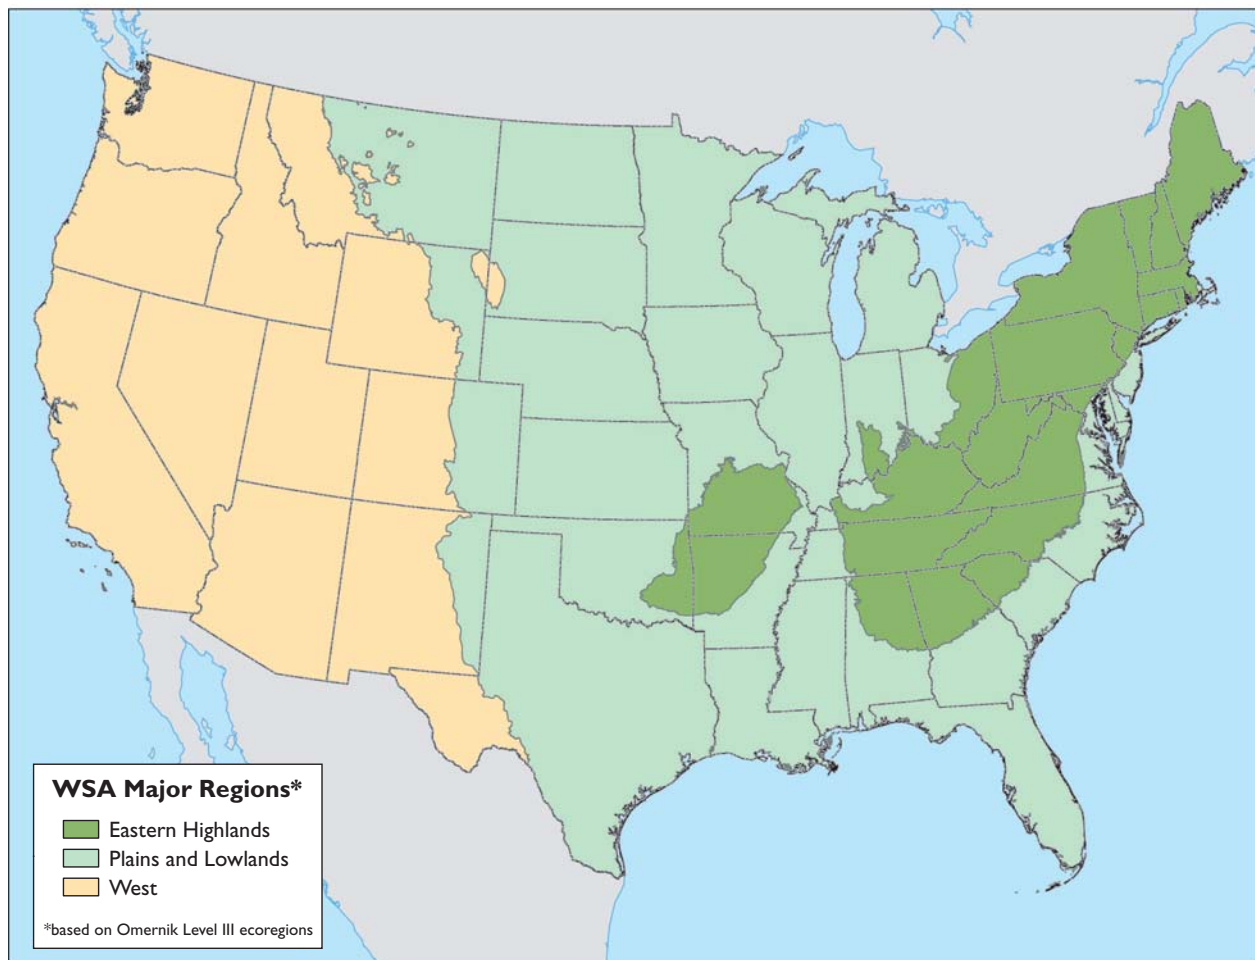 WSA Major Regions*
Eastern Highlands
Plains and Lowlands
West
*based on Omernik Level III ecoregions